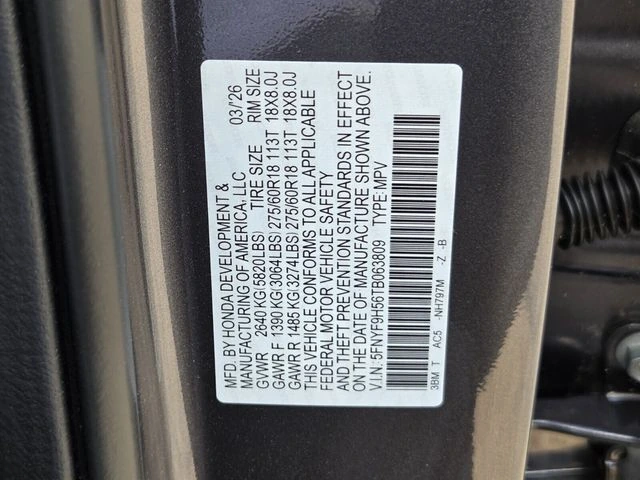 MFD. BY HONDA DEVELOPMENT &
MANUFACTURING OF AMERICA, LLC 03/'26
GVWR 2640 KG(5820LBS) TIRE SIZE RIM SIZE
GAWR F 1390 KG(3064LBS) 275/60R18 113T 18X8.0J
GAWR R 1485 KG(3274LBS) 275/60R18 113T 18X8.0J
THIS VEHICLE CONFORMS TO ALL APPLICABLE
FEDERAL MOTOR VEHICLE SAFETY
AND THEFT PREVENTION STANDARDS IN EFFECT
ON THE DATE OF MANUFACTURE SHOWN ABOVE.
V.I.N: 5FNYF9H56TB063809 TYPE: MPV
3BM T AC5 -NH797M -Z -B